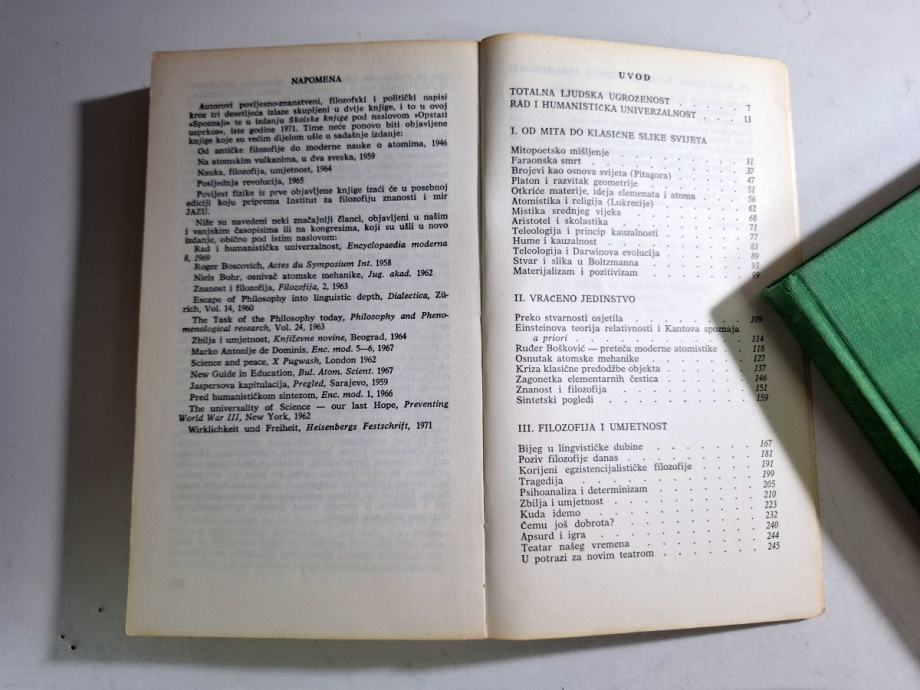 NAPOMENA
Autorovi povijesno-znanstveni, filozofski i politički napisi
kroz tri desetljeća izlaze skupljeni u dvije knjige, i to u ovoj
»Spoznaji« te u izdanju Školske knjige pod naslovom »Opstati
usprkos«, iste godine 1971. Time neće ponovo biti objavljene
knjige koje su većim dijelom ušle u sadašnje izdanje:
Od antičke filozofije do moderne nauke o atomima, 1946
Na atomskim vulkanima, u dva sveska, 1959
Nauka, filozofija, umjetnost, 1964
Posljednja revolucija, 1965
Povijest fizike iz prve objavljene knjige izaći će u posebnoj
ediciji koju priprema Institut za filozofiju znanosti i mir
JAZU.
Niže su navedeni neki značajniji članci, objavljeni u našim
i vanjskim časopisima ili na kongresima, koji su ušli u novo
izdanje, obično pod istim naslovom:
Rad i humanistička univerzalnost, Encyclopaedia moderna
8, 1969
Roger Boscovich, Actes du Symposium Int. 1958
Niels Bohr, osnivač atomske mehanike, Jug. akad. 1962
Znanost i filozofija, Filozofija, 2, 1963
Escape of Philosophy into linguistic depth, Dialectica, Zü-
rich, Vol. 14, 1960
The Task of the Philosophy today, Philosophy and Pheno-
menological research, Vol. 24, 1963
Zbilja i umjetnost, Književne novine, Beograd, 1964
Marko Antonije de Dominis, Enc. mod. 5—6, 1967
Science and peace, X Pugwash, London 1962
New Guide in Education, Bul. Atom. Scient. 1967
Jaspersova kapitulacija, Pregled, Sarajevo, 1959
Pred humanističkom sintezom, Enc. mod. 1, 1966
The universality of Science — our last Hope, Preventing
World War III, New York, 1962
Wirklichkeit und Freiheit, Heisenbergs Festschrift, 1971
UVOD
TOTALNA LJUDSKA UGROŽENOST . . . . . 7
RAD I HUMANISTIČKA UNIVERZALNOST . . . 13
I. OD MITA DO KLASIČNE SLIKE SVIJETA
Mitopoetsko mišljenje
Faraonska smrt . . . . . . . . . 31
Brojevi kao osnova svijeta (Pitagora) . . . . 37
Platon i razvitak geometrije . . . . . . 47
Otkriće materije, ideja elemenata i atoma . . . 51
Atomistika i religija (Lukrecije) . . . . . 56
Mistika srednjeg vijeka . . . . . . . 62
Aristotel i skolastika . . . . . . . . 68
Teleologija i princip kauzalnosti . . . . . 71
Hume i kauzalnost . . . . . . . . 77
Teleologija i Darwinova evolucija . . . . . 83
Stvar i slika u Boltzmanna . . . . . . 89
Materijalizam i pozitivizam . . . . . . 93
99
II. VRAĆENO JEDINSTVO
Preko stvarnosti osjetila . . . . . . . 109
Einsteinova teorija relativnosti i Kantova spoznaja
a priori . . . . . . . . . . 114
Ruđer Bošković — preteča moderne atomistike . . 118
Osnutak atomske mehanike . . . . . . 127
Kriza klasične predodžbe objekta . . . . . 137
Zagonetka elementarnih čestica . . . . . 146
Znanost i filozofija . . . . . . . . 151
Sintetski pogledi . . . . . . . . . 159
III. FILOZOFIJA I UMJETNOST
Bijeg u lingvističke dubine . . . . . . 167
Poziv filozofije danas . . . . . . . . 181
Korijeni egzistencijalističke filozofije . . . . 191
Tragedija . . . . . . . . . . . 199
Psihoanaliza i determinizam . . . . . . 205
Zbilja i umjetnost . . . . . . . . 210
Kuda idemo . . . . . . . . . . 223
Čemu još dobrota? . . . . . . . . 232
Apsurd i igra . . . . . . . . . 240
Teatar našeg vremena . . . . . . . 244
U potrazi za novim teatrom . . . . . . 245